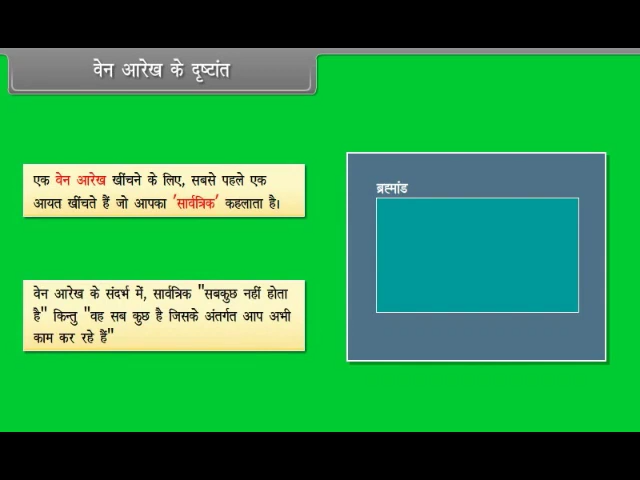 वेन आरेख के दृष्टांत
एक वेन आरेख खींचने के लिए, सबसे पहले एक
आयत खींचते हैं जो आपका 'सार्वत्रिक' कहलाता है।
ब्रह्मांड
वेन आरेख के संदर्भ में, सार्वत्रिक "सबकुछ नहीं होता
है" किन्तु "वह सब कुछ है जिसके अंतर्गत आप अभी
काम कर रहे हैं"